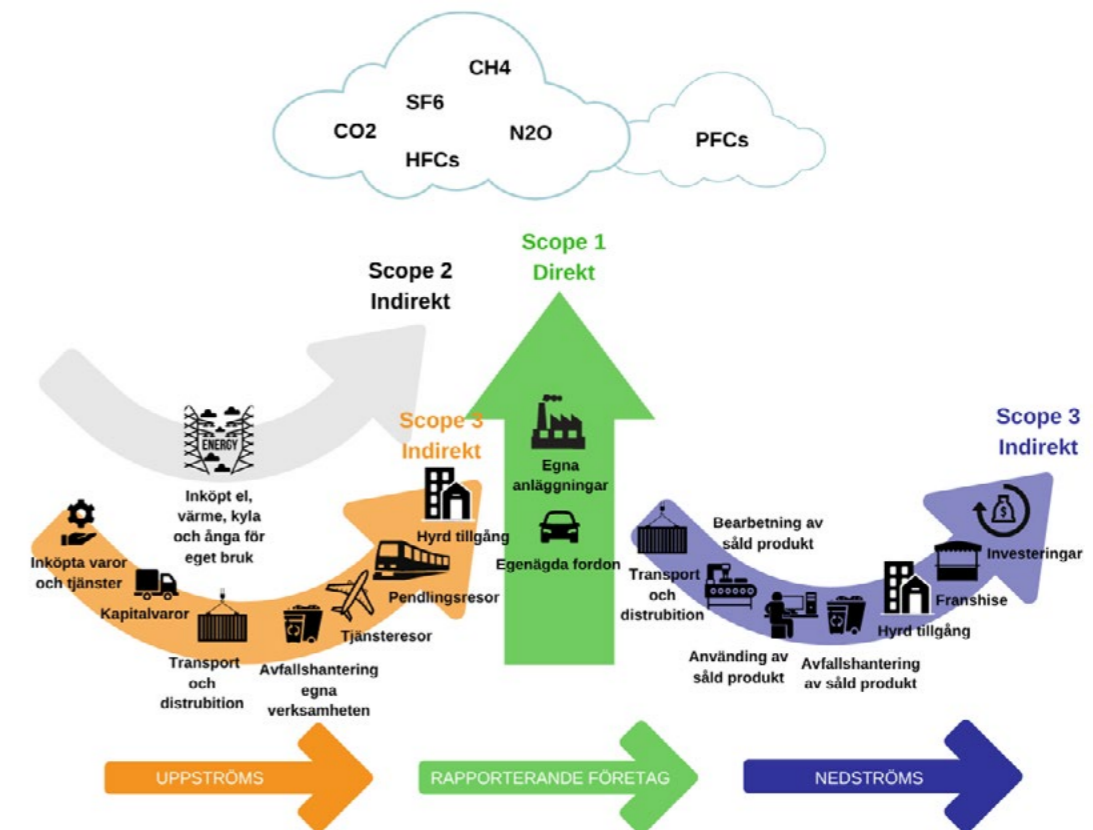 CH4
SF6
CO2
N2O
HFCs
PFCs
Scope 1
Direkt
Scope 2
Indirekt
Scope 3
Indirekt
Scope 3
Indirekt
ENERGY
Inköpt el,
värme, kyla
och ånga för
eget bruk
Egna
anläggningar
Egenägda fordon
Inköpta varor
och tjänster
Kapitalvaror
Transport
och
distrubition
Avfallshantering
egna
verksamheten
Tjänsteresor
Pendlingsresor
Hyrd tillgång
Transport
och
distrubition
Bearbetning av
såld produkt
Använding av
såld produkt
Avfallshantering
av såld produkt
Hyrd tillgång
Franshise
Investeringar
$
UPPSTRÖMS
RAPPORTERANDE FÖRETAG
NEDSTRÖMS